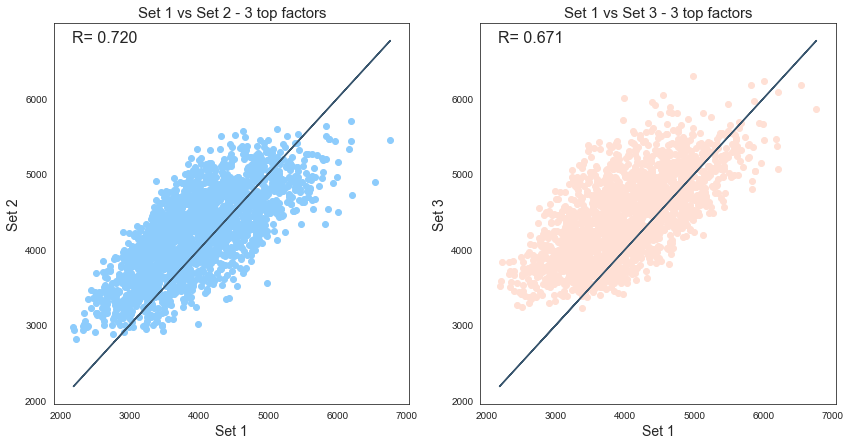 Set 1 vs Set 2 - 3 top factors
R= 0.720
6000
5000
4000
3000
2000
Set 2
2000 3000 4000 5000 6000 7000
Set 1
Set 1 vs Set 3 - 3 top factors
R= 0.671
6000
5000
4000
3000
2000
Set 3
2000 3000 4000 5000 6000 7000
Set 1